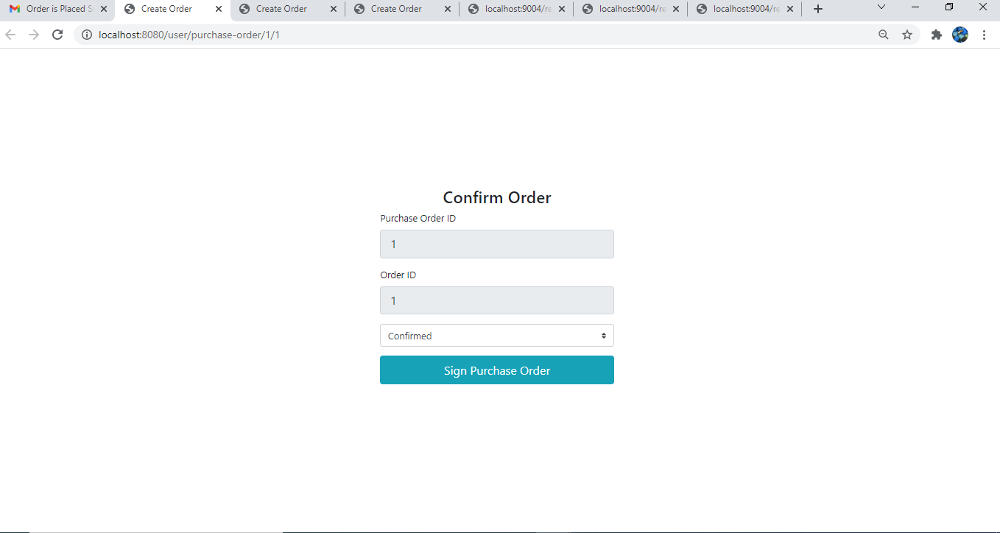 Order is Placed S
Create Order
Create Order
Create Order
localhost:9004/re
localhost:9004/re
localhost:9004/re
localhost:8080/user/purchase-order/1/1
Confirm Order
Purchase Order ID
1
Order ID
1
Confirmed
Sign Purchase Order